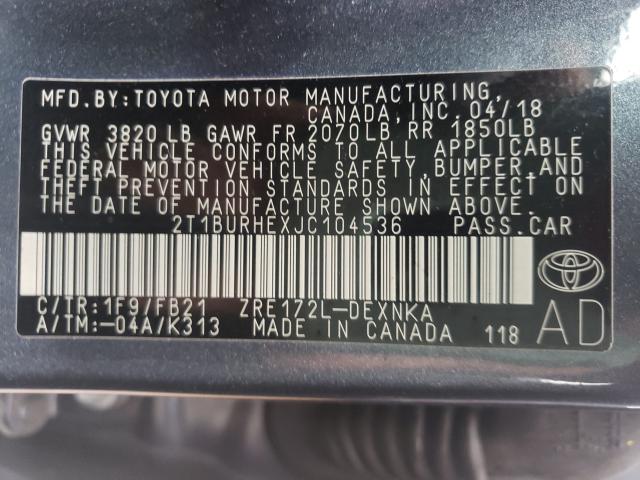 MFD. BY: TOYOTA MOTOR MANUFACTURING,
CANADA, INC. 04/18
GVWR 3820 LB GAWR FR 2070LB, RR 1850LB
THIS VEHICLE CONFORMS TO ALL APPLICABLE
FEDERAL MOTOR VEHICLE SAFETY, BUMPER, AND
THEFT PREVENTION STANDARDS IN EFFECT ON
THE DATE OF MANUFACTURE SHOWN ABOVE.
2T1BURHEXJC104536 PASS.CAR
C/TR: 1F9/FB21 ZRE172L-DEXNKA
A/TM: -04A/K313 MADE IN CANADA 118 AD